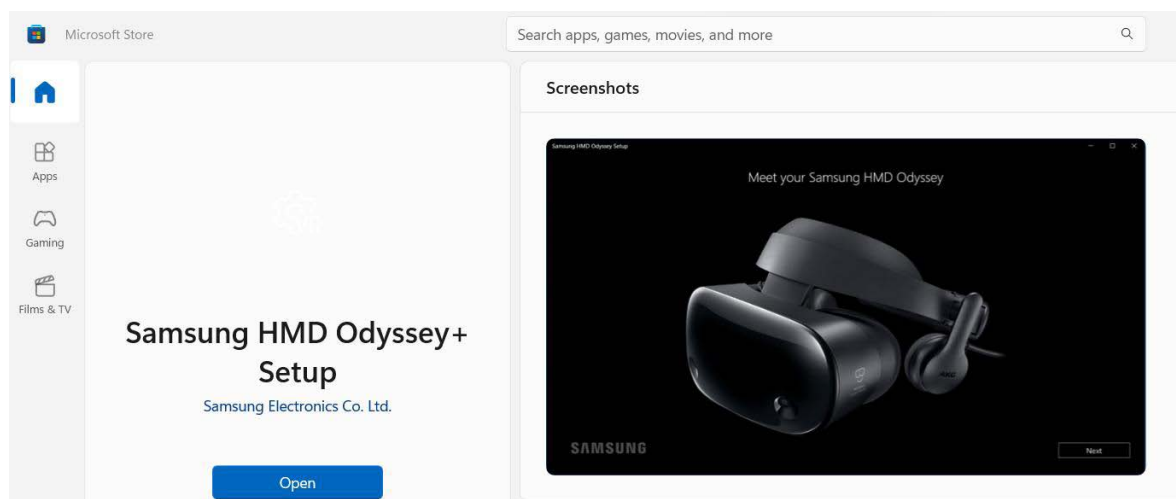 Microsoft Store
Search apps, games, movies, and more
Apps
Gaming
Films & TV
Samsung HMD Odyssey+
Setup
Samsung Electronics Co. Ltd.
Open
Screenshots
Samsung HMD Odyssey Setup
Meet your Samsung HMD Odyssey
AKG
SAMSUNG
Next